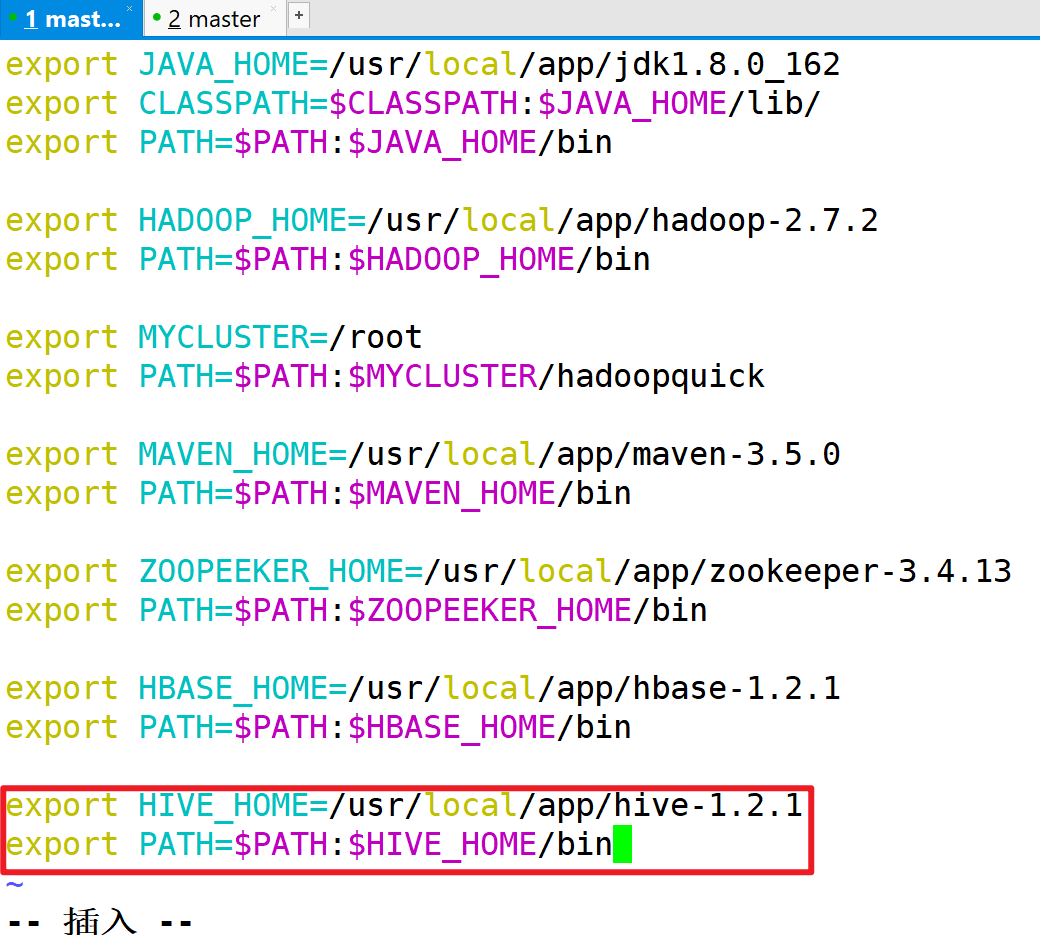 1 mast... × 2 master × +
export JAVA_HOME=/usr/local/app/jdk1.8.0_162
export CLASSPATH=$CLASSPATH:$JAVA_HOME/lib/
export PATH=$PATH:$JAVA_HOME/bin
export HADOOP_HOME=/usr/local/app/hadoop-2.7.2
export PATH=$PATH:$HADOOP_HOME/bin
export MYCLUSTER=/root
export PATH=$PATH:$MYCLUSTER/hadoopquick
export MAVEN_HOME=/usr/local/app/maven-3.5.0
export PATH=$PATH:$MAVEN_HOME/bin
export ZOOPEEKER_HOME=/usr/local/app/zookeeper-3.4.13
export PATH=$PATH:$ZOOPEEKER_HOME/bin
export HBASE_HOME=/usr/local/app/hbase-1.2.1
export PATH=$PATH:$HBASE_HOME/bin
export HIVE_HOME=/usr/local/app/hive-1.2.1
export PATH=$PATH:$HIVE_HOME/bin
~
-- 插入 --